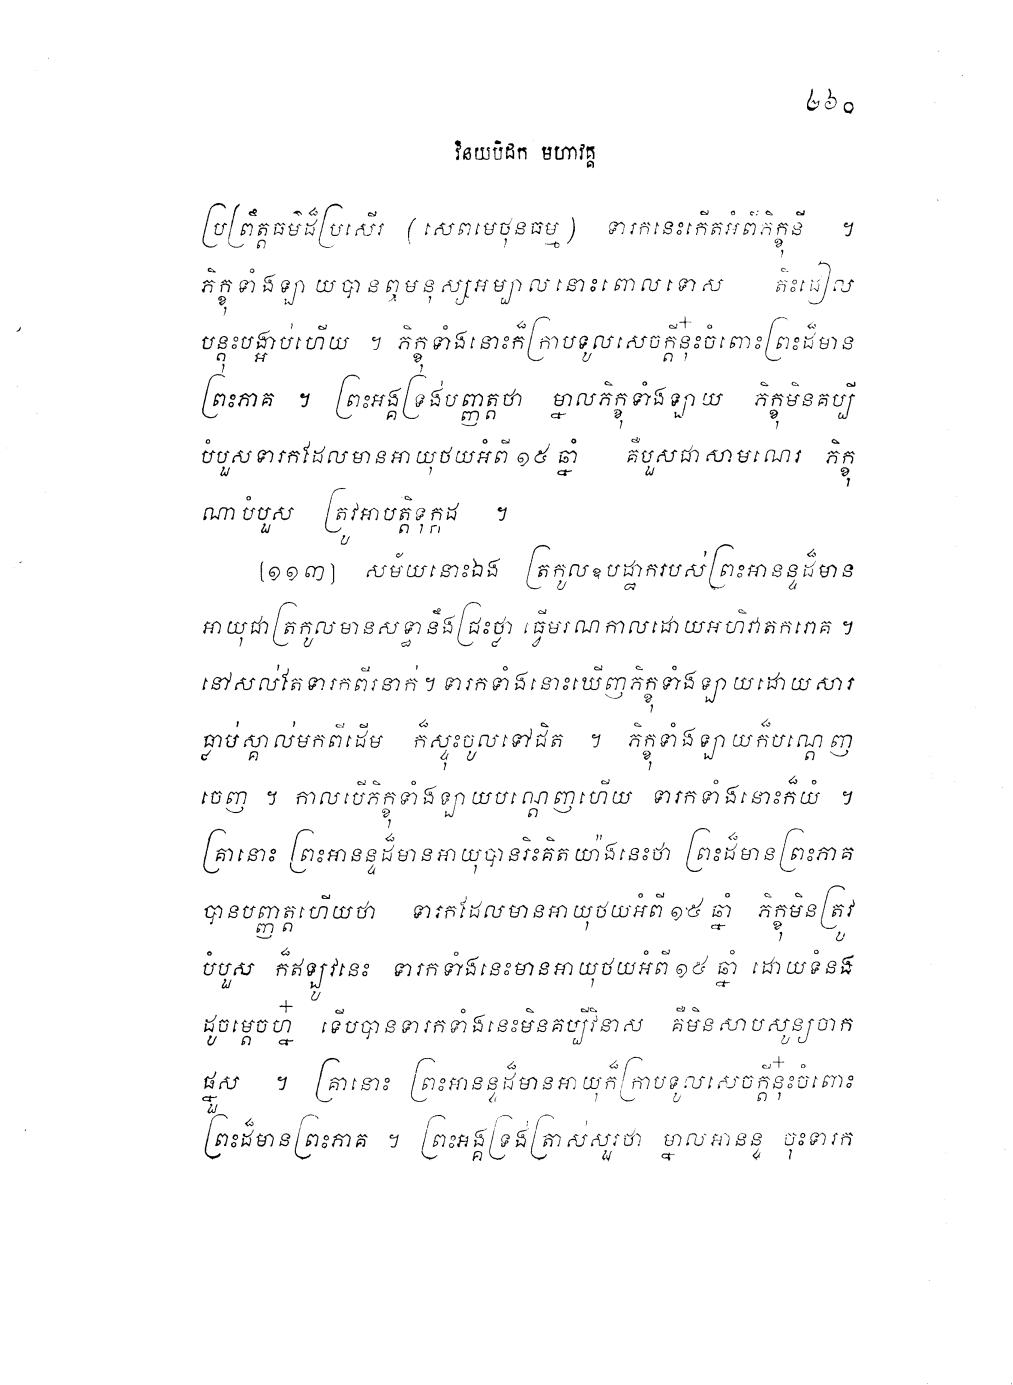 ២៦០
វិនយបិដក មហាវគ្គ
ប្រព្រឹត្តធម៌ដ៏ប្រសើរ (សេពមេថុនធម្ម) ទារកនេះកើតអំពីភិក្ខុនី ។
ភិក្ខុទាំងឡាយបានឮមនុស្សអម្បាលនោះពោលទោស តិះដៀល
បន្តុះបង្អាប់ហើយ ។ ភិក្ខុទាំងនោះក៏ក្រាបទូលសេចក្តីនុ៎ះចំពោះព្រះដ៏មាន
ព្រះភាគ ។ ព្រះអង្គទ្រង់បញ្ញត្តថា ម្នាលភិក្ខុទាំងឡាយ ភិក្ខុមិនគប្បី
បំបួសទារកដែលមានអាយុថយអំពី ១៥ ឆ្នាំ គឺបួសជាសាមណេរ ភិក្ខុ
ណាបំបួស ត្រូវអាបត្តិទុក្កដ ។
[១១៣] សម័យនោះឯង ត្រកូលឧបដ្ឋាករបស់ព្រះអានន្ទដ៏មាន
អាយុជាត្រកូលមានសទ្ធានឹងជ្រះថ្លា ធ្វើមរណកាលដោយអហិវាតករោគ ។
នៅសល់តែទារកពីរនាក់ ។ ទារកទាំងនោះឃើញភិក្ខុទាំងឡាយដោយសារ
ធ្លាប់ស្គាល់មកពីដើម ក៏ស្ទុះចូលទៅជិត ។ ភិក្ខុទាំងឡាយក៏បណ្តេញ
ចេញ ។ កាលបើភិក្ខុទាំងឡាយបណ្តេញហើយ ទារកទាំងនោះក៏យំ ។
គ្រានោះ ព្រះអានន្ទដ៏មានអាយុបានរិះគិតយ៉ាងនេះថា ព្រះដ៏មានព្រះភាគ
បានបញ្ញត្តហើយថា ទារកដែលមានអាយុថយអំពី ១៥ ឆ្នាំ ភិក្ខុមិនត្រូវ
បំបួស ក៏ឥឡូវនេះ ទារកទាំងនេះមានអាយុថយអំពី ១៥ ឆ្នាំ ដោយទំនង
ដូចម្តេចហ្ន៎ ទើបបានទារកទាំងនេះមិនគប្បីវិនាស គឺមិនសាបសូន្យចាក
ផ្នួស ។ គ្រានោះ ព្រះអានន្ទដ៏មានអាយុក៏ក្រាបទូលសេចក្តីនុ៎ះចំពោះ
ព្រះដ៏មានព្រះភាគ ។ ព្រះអង្គទ្រង់ត្រាស់សួរថា ម្នាលអានន្ទ ចុះទារក